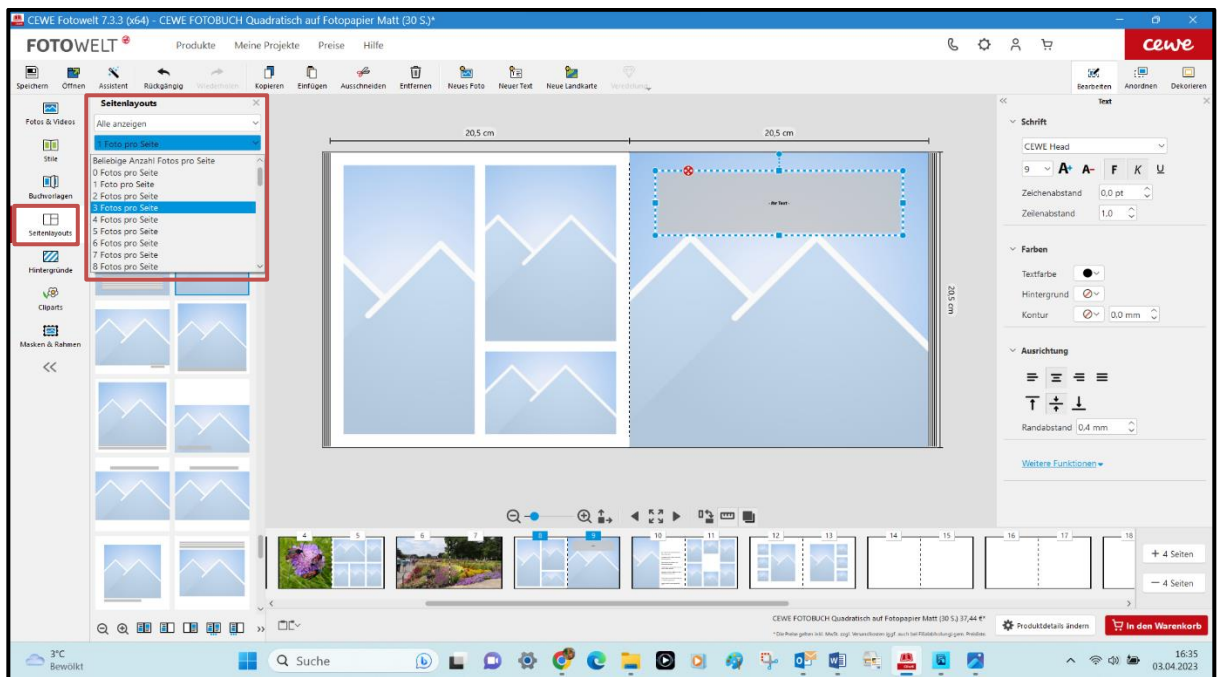 CEWE Fotowelt 7.3.3 (x64) - CEWE FOTOBUCH Quadratisch auf Fotopapier Matt (30 S.)*
FOTOWELT
Produkte Meine Projekte Preise Hilfe
cewe
Speichern Öffnen Assistent Rückgängig Wiederholen Kopieren Einfügen Ausschneiden Entfernen Neues Foto Neuer Text Neue Landkarte Bearbeiten Anordnen Dekorieren
Fotos & Videos
Stile
Buchvorlagen
Seitenlayouts
Hintergründe
Cliparts
Masken & Rahmen
Seitenlayouts
Alle anzeigen
1 Foto pro Seite
Beliebige Anzahl Fotos pro Seite
0 Fotos pro Seite
1 Foto pro Seite
2 Fotos pro Seite
3 Fotos pro Seite
4 Fotos pro Seite
5 Fotos pro Seite
6 Fotos pro Seite
7 Fotos pro Seite
8 Fotos pro Seite
20,5 cm 20,5 cm
- Ihr Text -
20,5 cm
Text
Schrift
CEWE Head
9 A+ A- F K U
Zeichenabstand 0,0 pt
Zeilenabstand 1.0
Farben
Textfarbe
Hintergrund
Kontur 0.0 mm
Ausrichtung
Randabstand 0.4 mm
Weitere Funktionen
4 5 6 7 8 9 10 11 12 13 14 15 16 17 18
+ 4 Seiten
− 4 Seiten
CEWE FOTOBUCH Quadratisch auf Fotopapier Matt (30 S.) 37,44 €*
Produktdetails ändern
In den Warenkorb
3°C
Bewölkt
Suche
16:35
03.04.2023